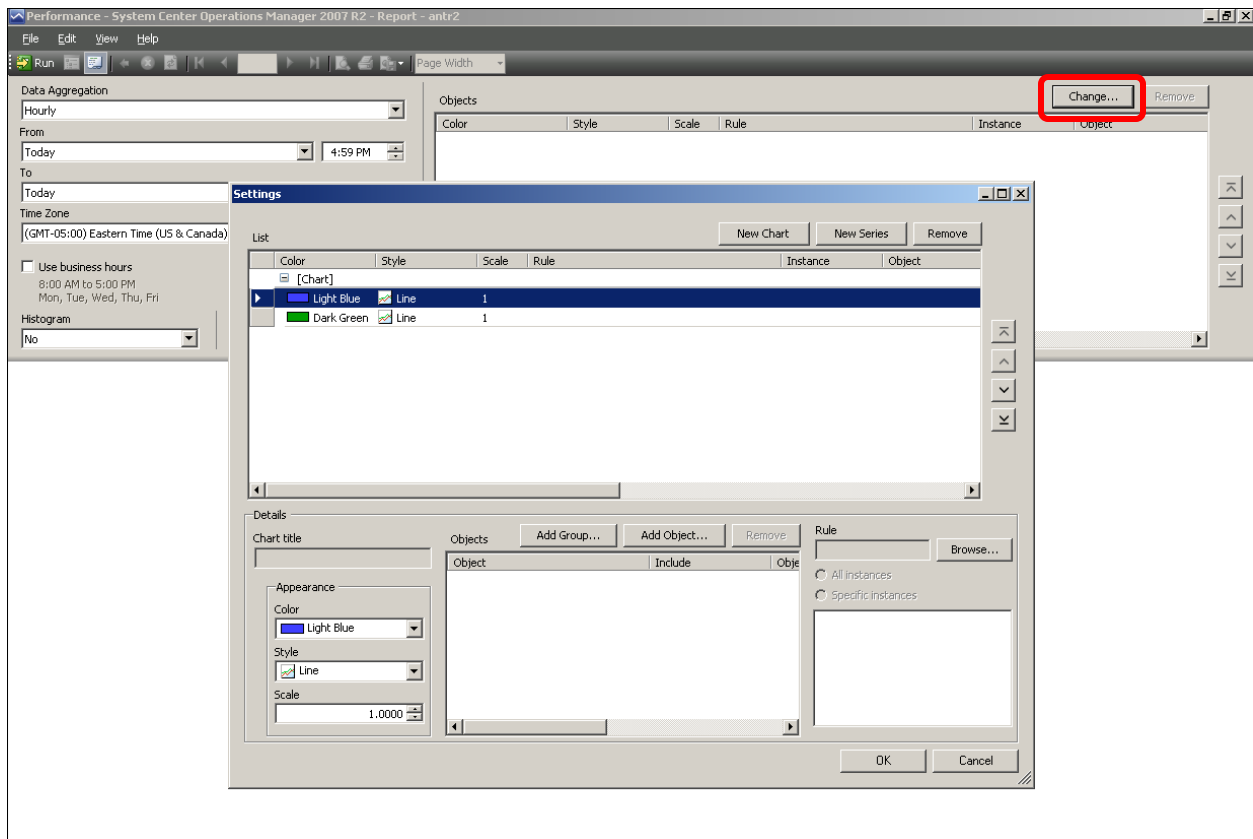 Performance - System Center Operations Manager 2007 R2 - Report - antr2
File Edit View Help
Run Page Width
Data Aggregation
Hourly
From
Today 4:59 PM
To
Today
Time Zone
(GMT-05:00) Eastern Time (US & Canada)
Use business hours
8:00 AM to 5:00 PM
Mon, Tue, Wed, Thu, Fri
Histogram
No
Objects Change... Remove
Color Style Scale Rule Instance Object
Settings
List New Chart New Series Remove
Color Style Scale Rule Instance Object
[Chart]
Light Blue Line 1
Dark Green Line 1
Details
Chart title
Appearance
Color
Light Blue
Style
Line
Scale
1.0000
Objects Add Group... Add Object... Remove
Object Include Obje
Rule
Browse...
All instances
Specific instances
OK Cancel